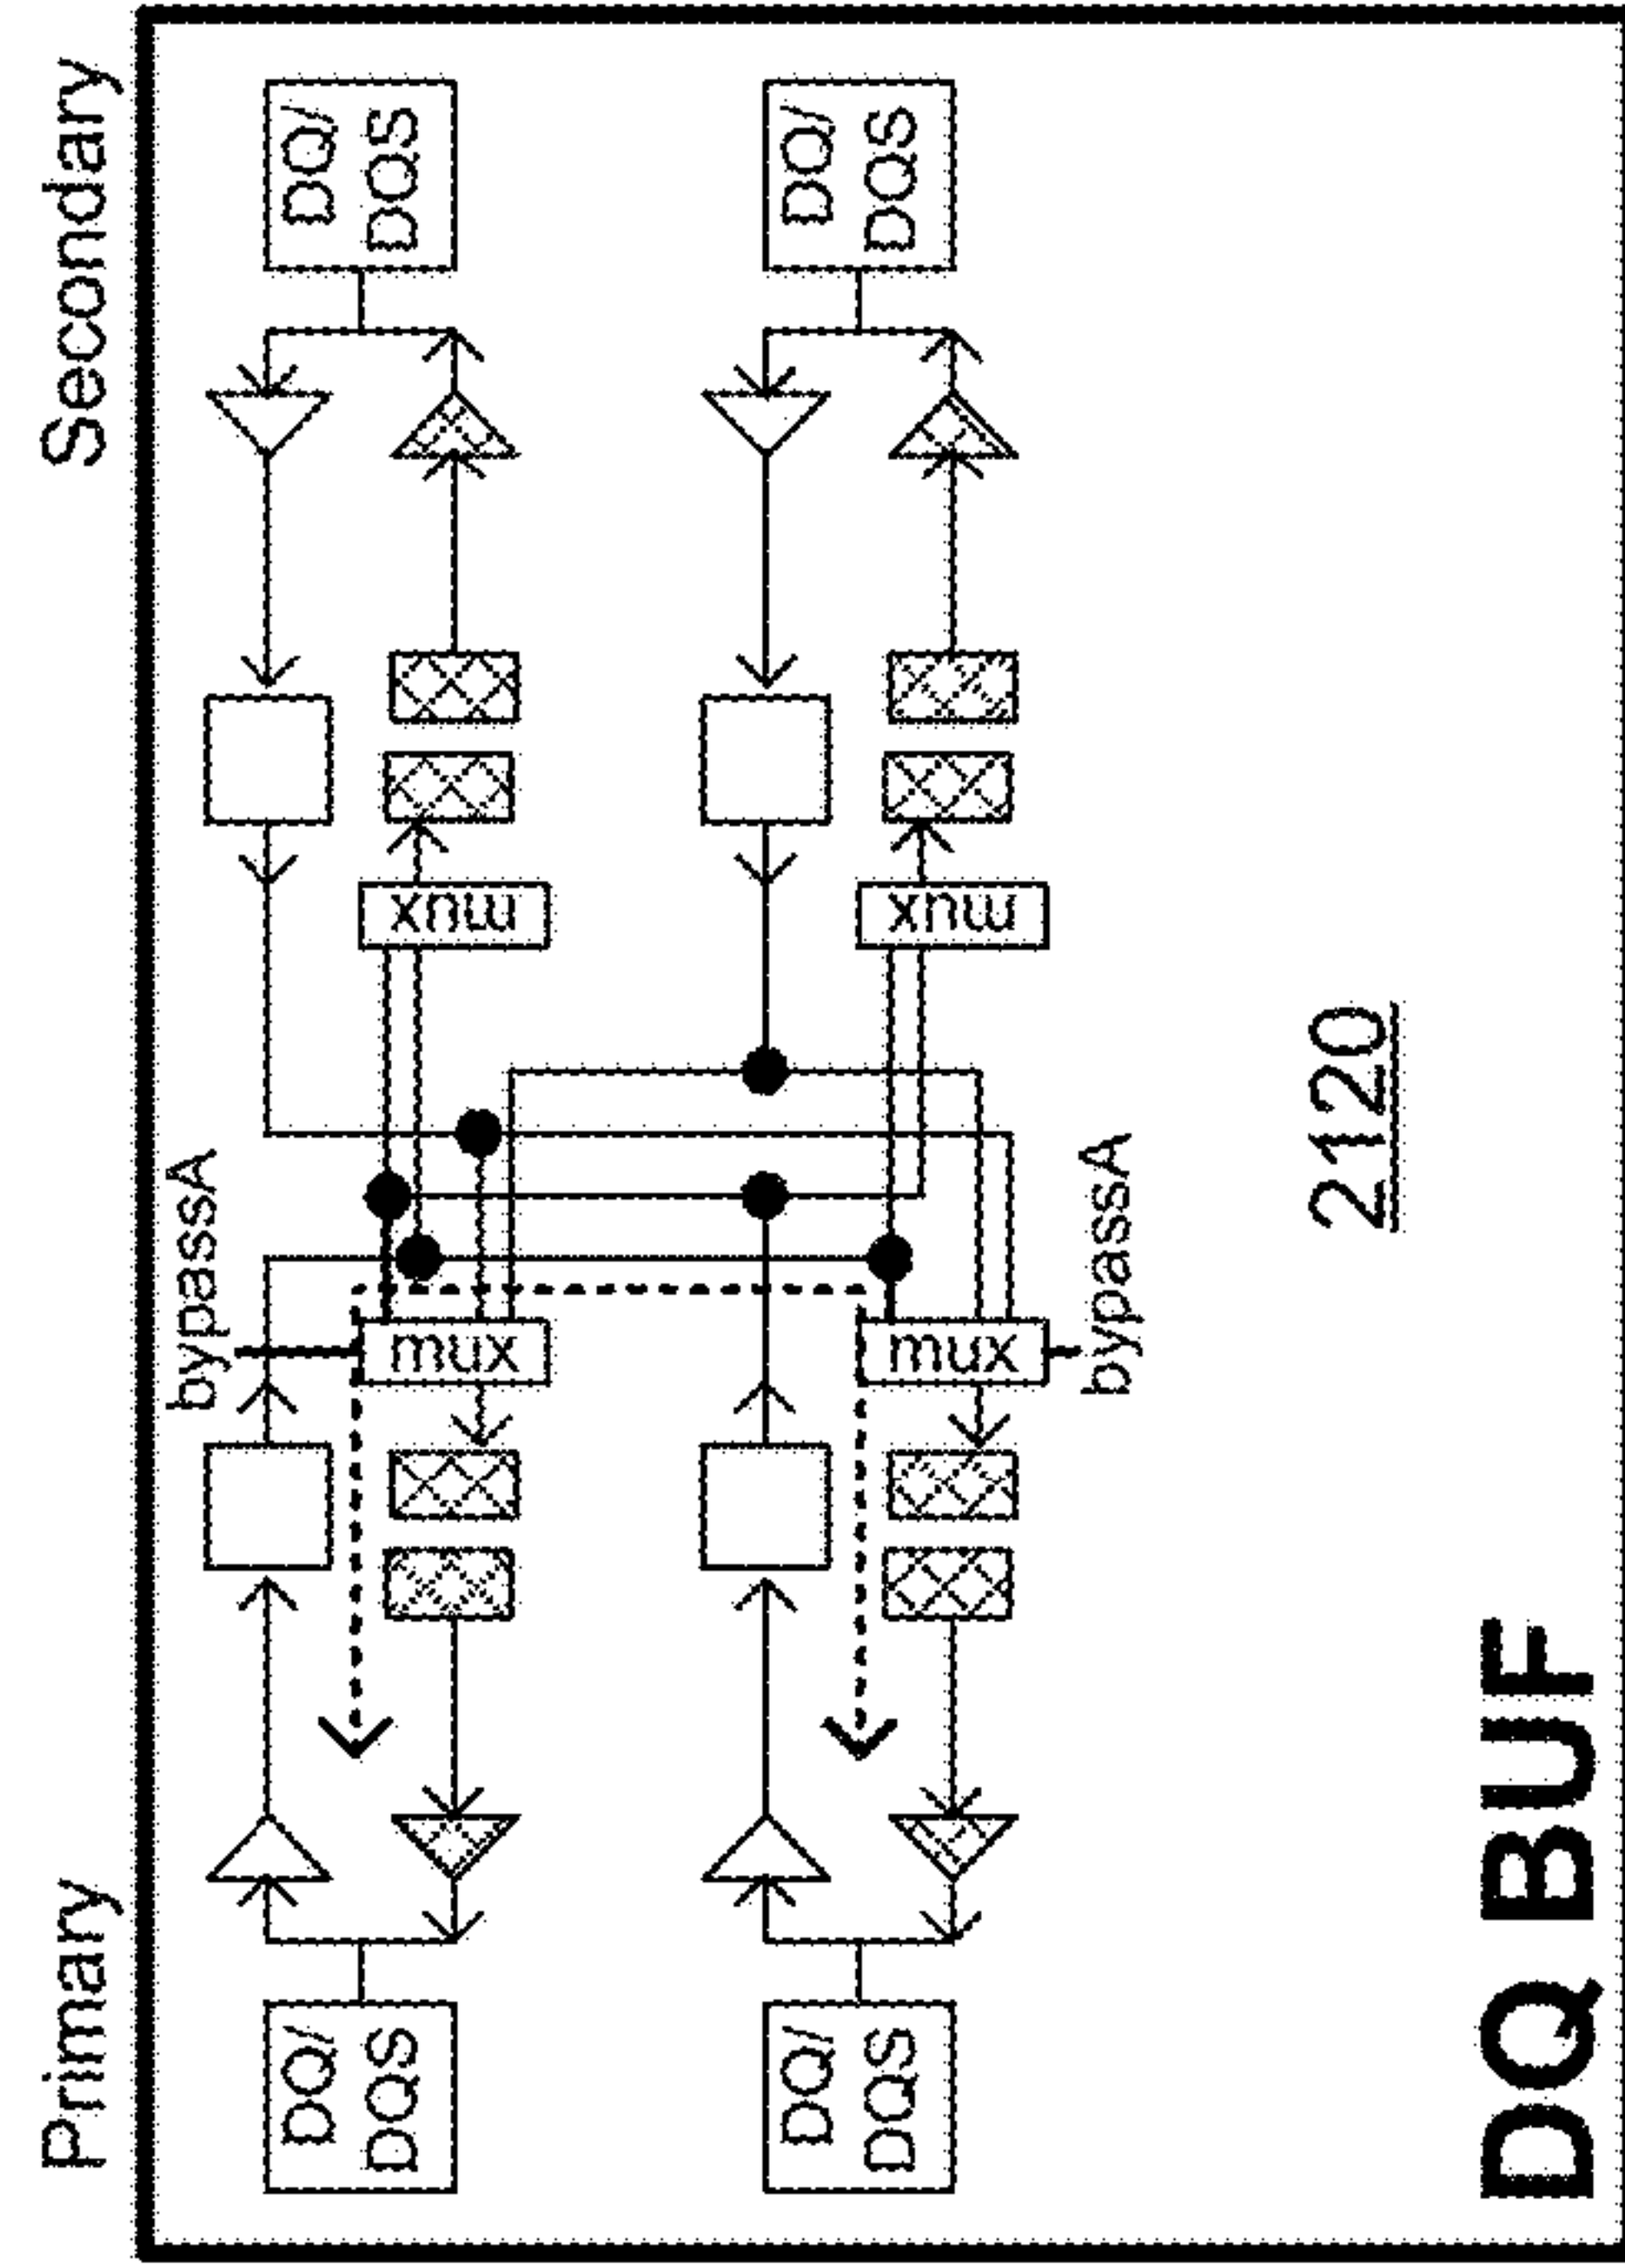 Primary
Secondary
DQ/
DQS
DQ/
DQS
bypassA
mux
mux
DQ/
DQS
DQ/
DQS
mux
mux
bypassA
2120
DQ BUF